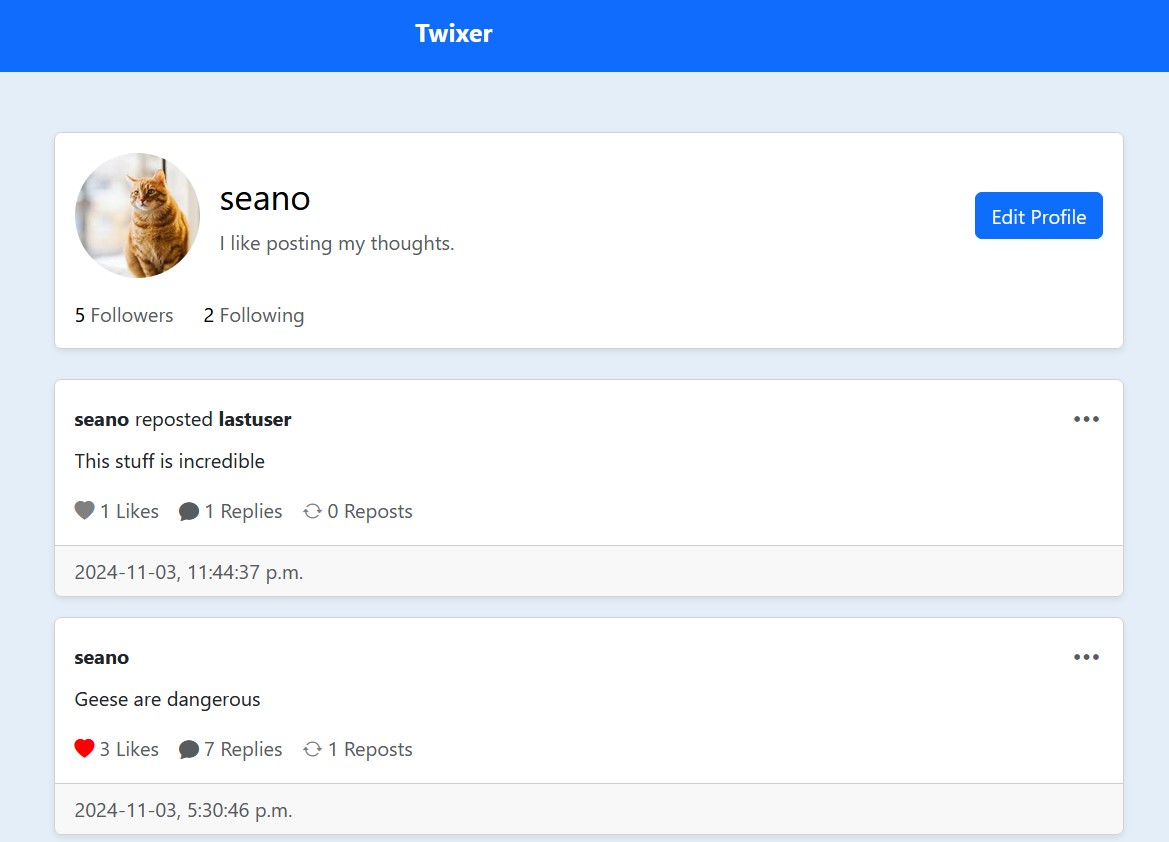 Twixer
seano
I like posting my thoughts.
Edit Profile
5 Followers 2 Following
seano reposted lastuser
This stuff is incredible
1 Likes 1 Replies 0 Reposts
2024-11-03, 11:44:37 p.m.
seano
Geese are dangerous
3 Likes 7 Replies 1 Reposts
2024-11-03, 5:30:46 p.m.